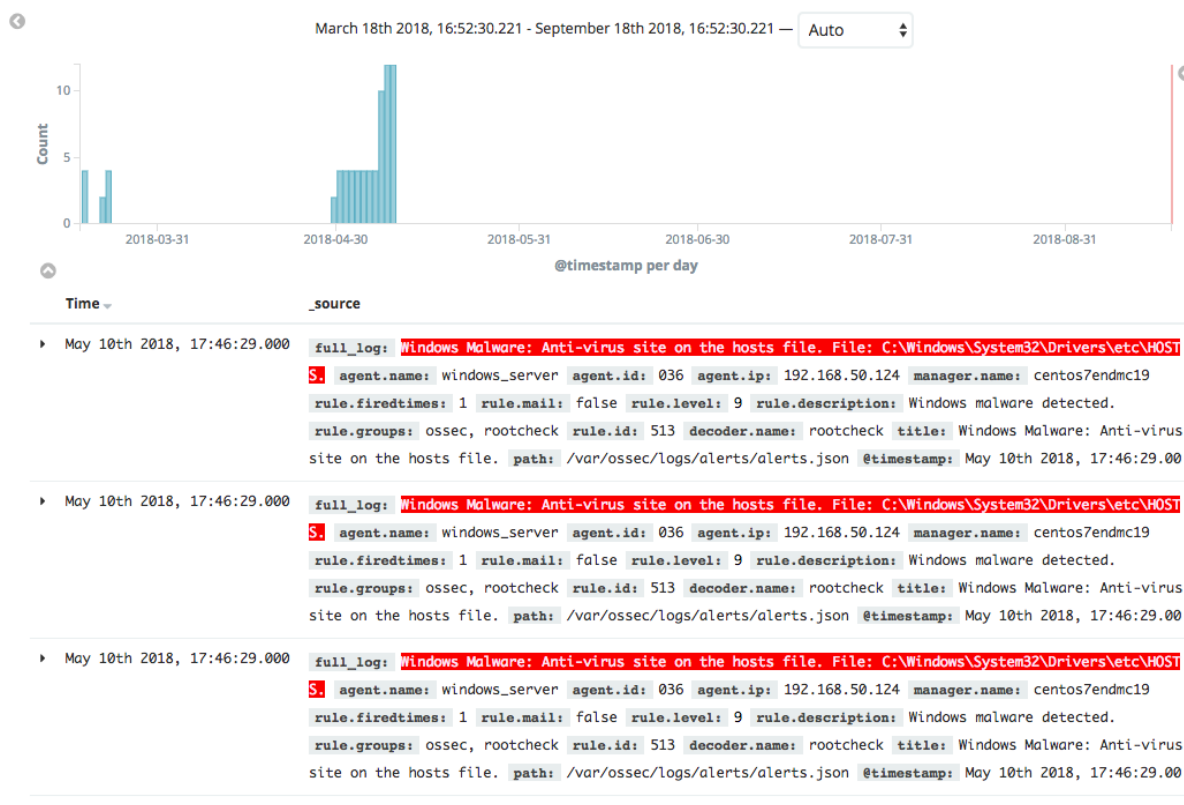 March 18th 2018, 16:52:30.221 - September 18th 2018, 16:52:30.221 — Auto
10
5
0
Count
2018-03-31 2018-04-30 2018-05-31 2018-06-30 2018-07-31 2018-08-31
@timestamp per day
Time _source
May 10th 2018, 17:46:29.000 full_log: Windows Malware: Anti-virus site on the hosts file. File: C:\Windows\System32\Drivers\etc\HOST
S. agent.name: windows_server agent.id: 036 agent.ip: 192.168.50.124 manager.name: centos7endmc19
rule.firedtimes: 1 rule.mail: false rule.level: 9 rule.description: Windows malware detected.
rule.groups: ossec, rootcheck rule.id: 513 decoder.name: rootcheck title: Windows Malware: Anti-virus
site on the hosts file. path: /var/ossec/logs/alerts/alerts.json @timestamp: May 10th 2018, 17:46:29.00
May 10th 2018, 17:46:29.000 full_log: Windows Malware: Anti-virus site on the hosts file. File: C:\Windows\System32\Drivers\etc\HOST
S. agent.name: windows_server agent.id: 036 agent.ip: 192.168.50.124 manager.name: centos7endmc19
rule.firedtimes: 1 rule.mail: false rule.level: 9 rule.description: Windows malware detected.
rule.groups: ossec, rootcheck rule.id: 513 decoder.name: rootcheck title: Windows Malware: Anti-virus
site on the hosts file. path: /var/ossec/logs/alerts/alerts.json @timestamp: May 10th 2018, 17:46:29.00
May 10th 2018, 17:46:29.000 full_log: Windows Malware: Anti-virus site on the hosts file. File: C:\Windows\System32\Drivers\etc\HOST
S. agent.name: windows_server agent.id: 036 agent.ip: 192.168.50.124 manager.name: centos7endmc19
rule.firedtimes: 1 rule.mail: false rule.level: 9 rule.description: Windows malware detected.
rule.groups: ossec, rootcheck rule.id: 513 decoder.name: rootcheck title: Windows Malware: Anti-virus
site on the hosts file. path: /var/ossec/logs/alerts/alerts.json @timestamp: May 10th 2018, 17:46:29.00